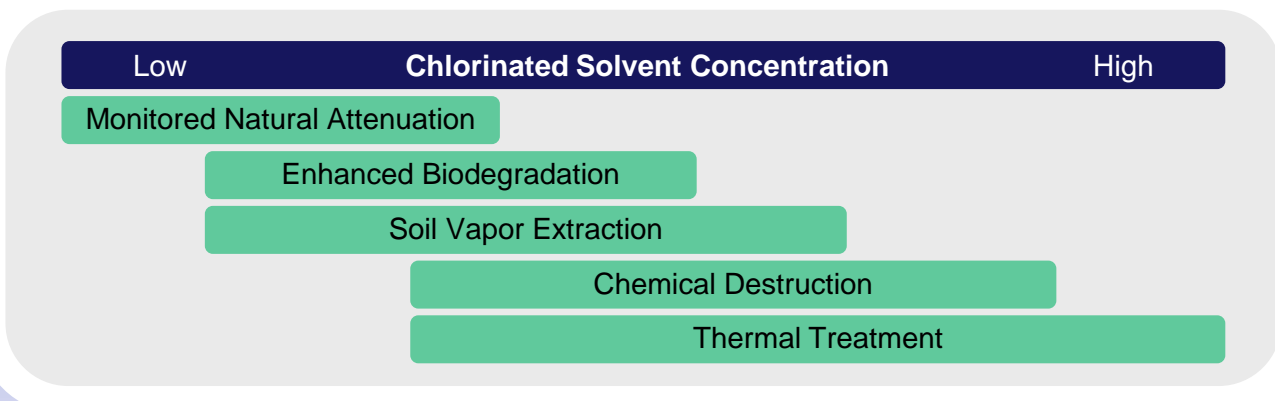 Low Chlorinated Solvent Concentration High
Monitored Natural Attenuation
Enhanced Biodegradation
Soil Vapor Extraction
Chemical Destruction
Thermal Treatment